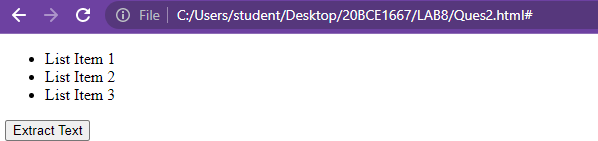 File C:/Users/student/Desktop/20BCE1667/LAB8/Ques2.html#
List Item 1
List Item 2
List Item 3
Extract Text